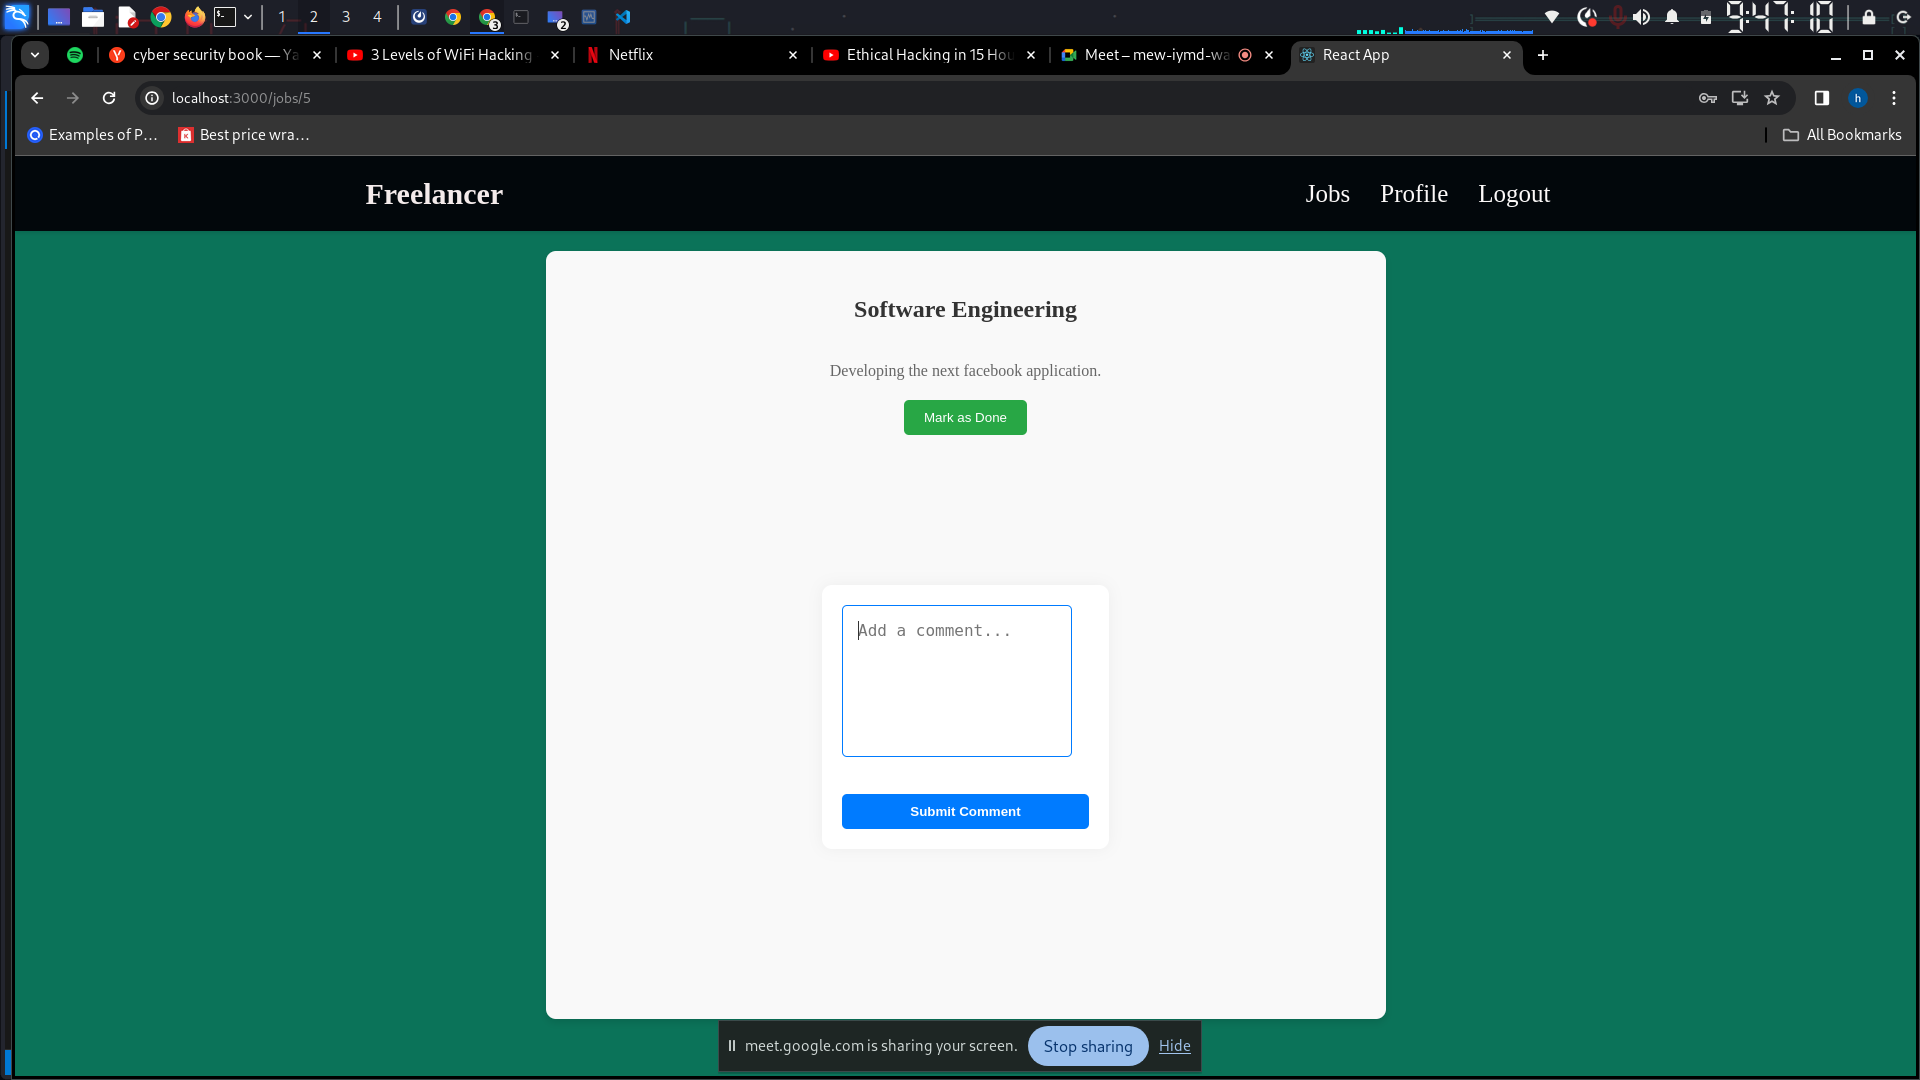 1 2 3 4 3 2 9:47:10
cyber security book — Ya
3 Levels of WiFi Hacking
Netflix
Ethical Hacking in 15 Hou
Meet – mew-iymd-wa
React App
localhost:3000/jobs/5
h
Examples of P...
Best price wra...
All Bookmarks
Freelancer
Jobs Profile Logout
Software Engineering
Developing the next facebook application.
Mark as Done
Add a comment...
Submit Comment
meet.google.com is sharing your screen. Stop sharing Hide